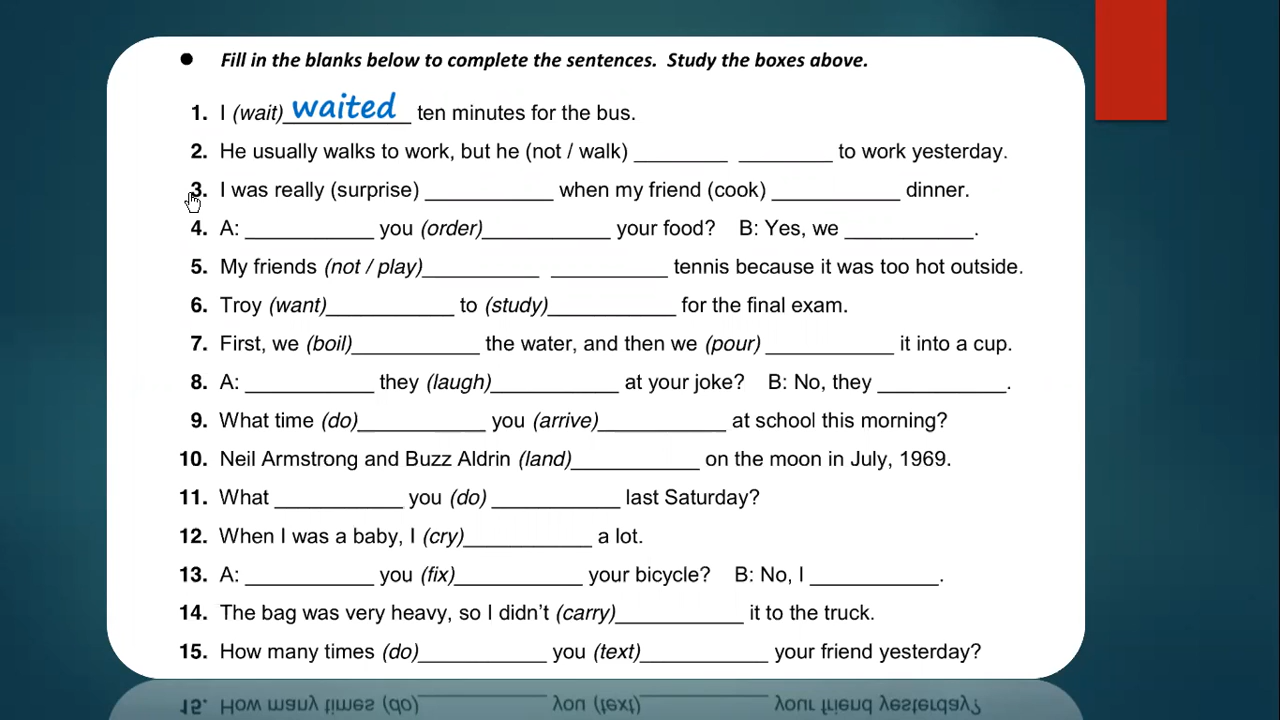 ● Fill in the blanks below to complete the sentences.  Study the boxes above.
1. I (wait) waited ten minutes for the bus.
2. He usually walks to work, but he (not / walk) ________ ________ to work yesterday.
3. I was really (surprise) ___________ when my friend (cook) ___________ dinner.
4. A: ___________ you (order)___________ your food?   B: Yes, we ___________.
5. My friends (not / play)__________ __________ tennis because it was too hot outside.
6. Troy (want)___________ to (study)___________ for the final exam.
7. First, we (boil)___________ the water, and then we (pour) ___________ it into a cup.
8. A: ___________ they (laugh)___________ at your joke?   B: No, they ___________.
9. What time (do)___________ you (arrive)___________ at school this morning?
10. Neil Armstrong and Buzz Aldrin (land)___________ on the moon in July, 1969.
11. What ___________ you (do) ___________ last Saturday?
12. When I was a baby, I (cry)___________ a lot.
13. A: ___________ you (fix)___________ your bicycle?   B: No, I ___________.
14. The bag was very heavy, so I didn't (carry)___________ it to the truck.
15. How many times (do)___________ you (text)___________ your friend yesterday?